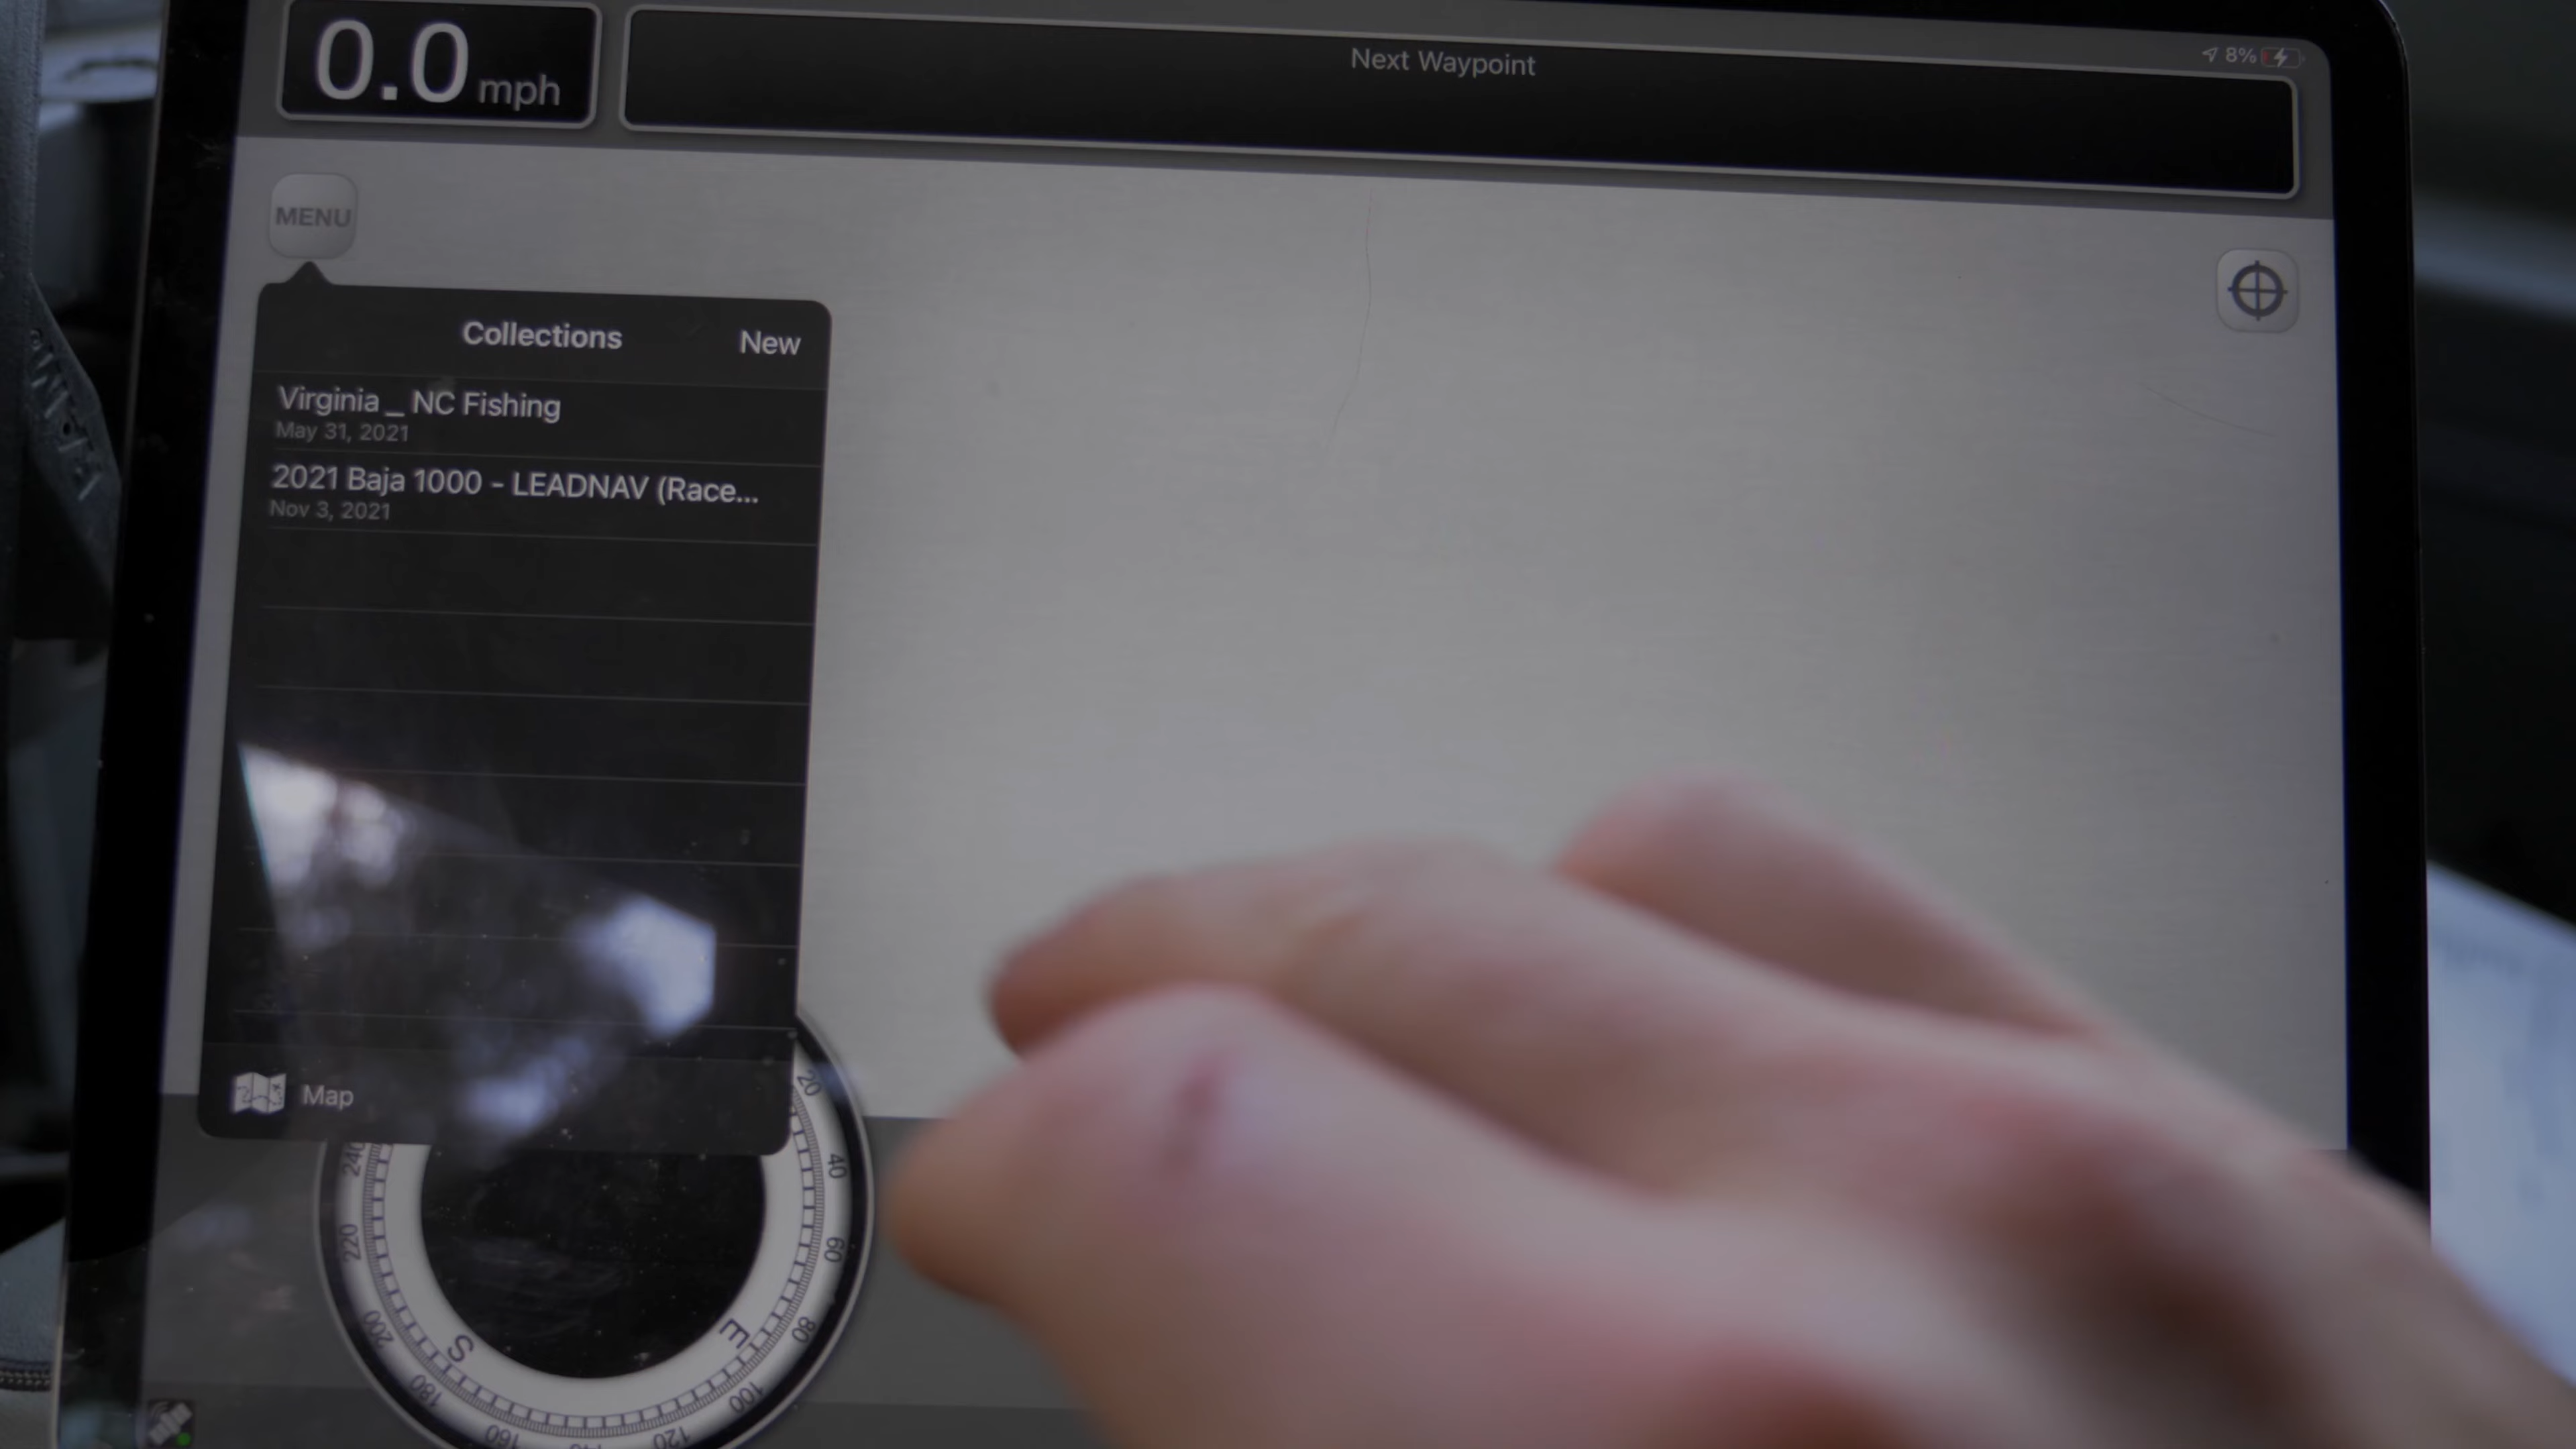 0.0 mph
Next Waypoint
8%
MENU
Collections
New
Virginia _ NC Fishing
May 31, 2021
2021 Baja 1000 - LEADNAV (Race...
Nov 3, 2021
Map
20
40
60
80
E
100
120
160
180
S
200
220
240